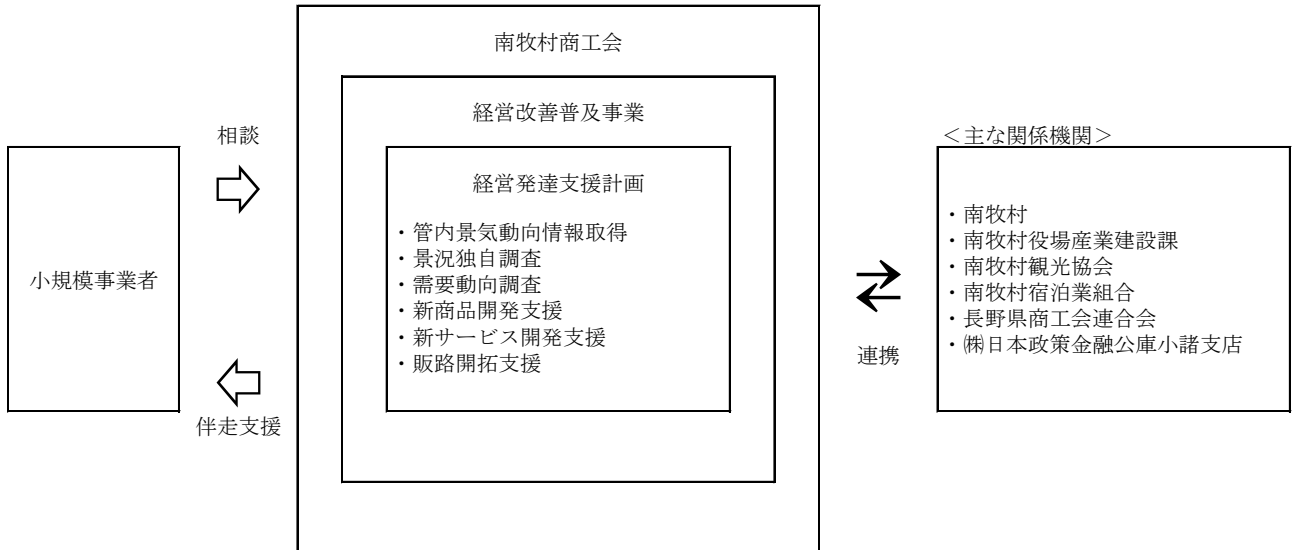 南牧村商工会
経営改善普及事業
経営発達支援計画
・管内景気動向情報取得
・景況独自調査
・需要動向調査
・新商品開発支援
・新サービス開発支援
・販路開拓支援
小規模事業者
相談
伴走支援
連携
＜主な関係機関＞
・南牧村
・南牧村役場産業建設課
・南牧村観光協会
・南牧村宿泊業組合
・長野県商工会連合会
・㈱日本政策金融公庫小諸支店